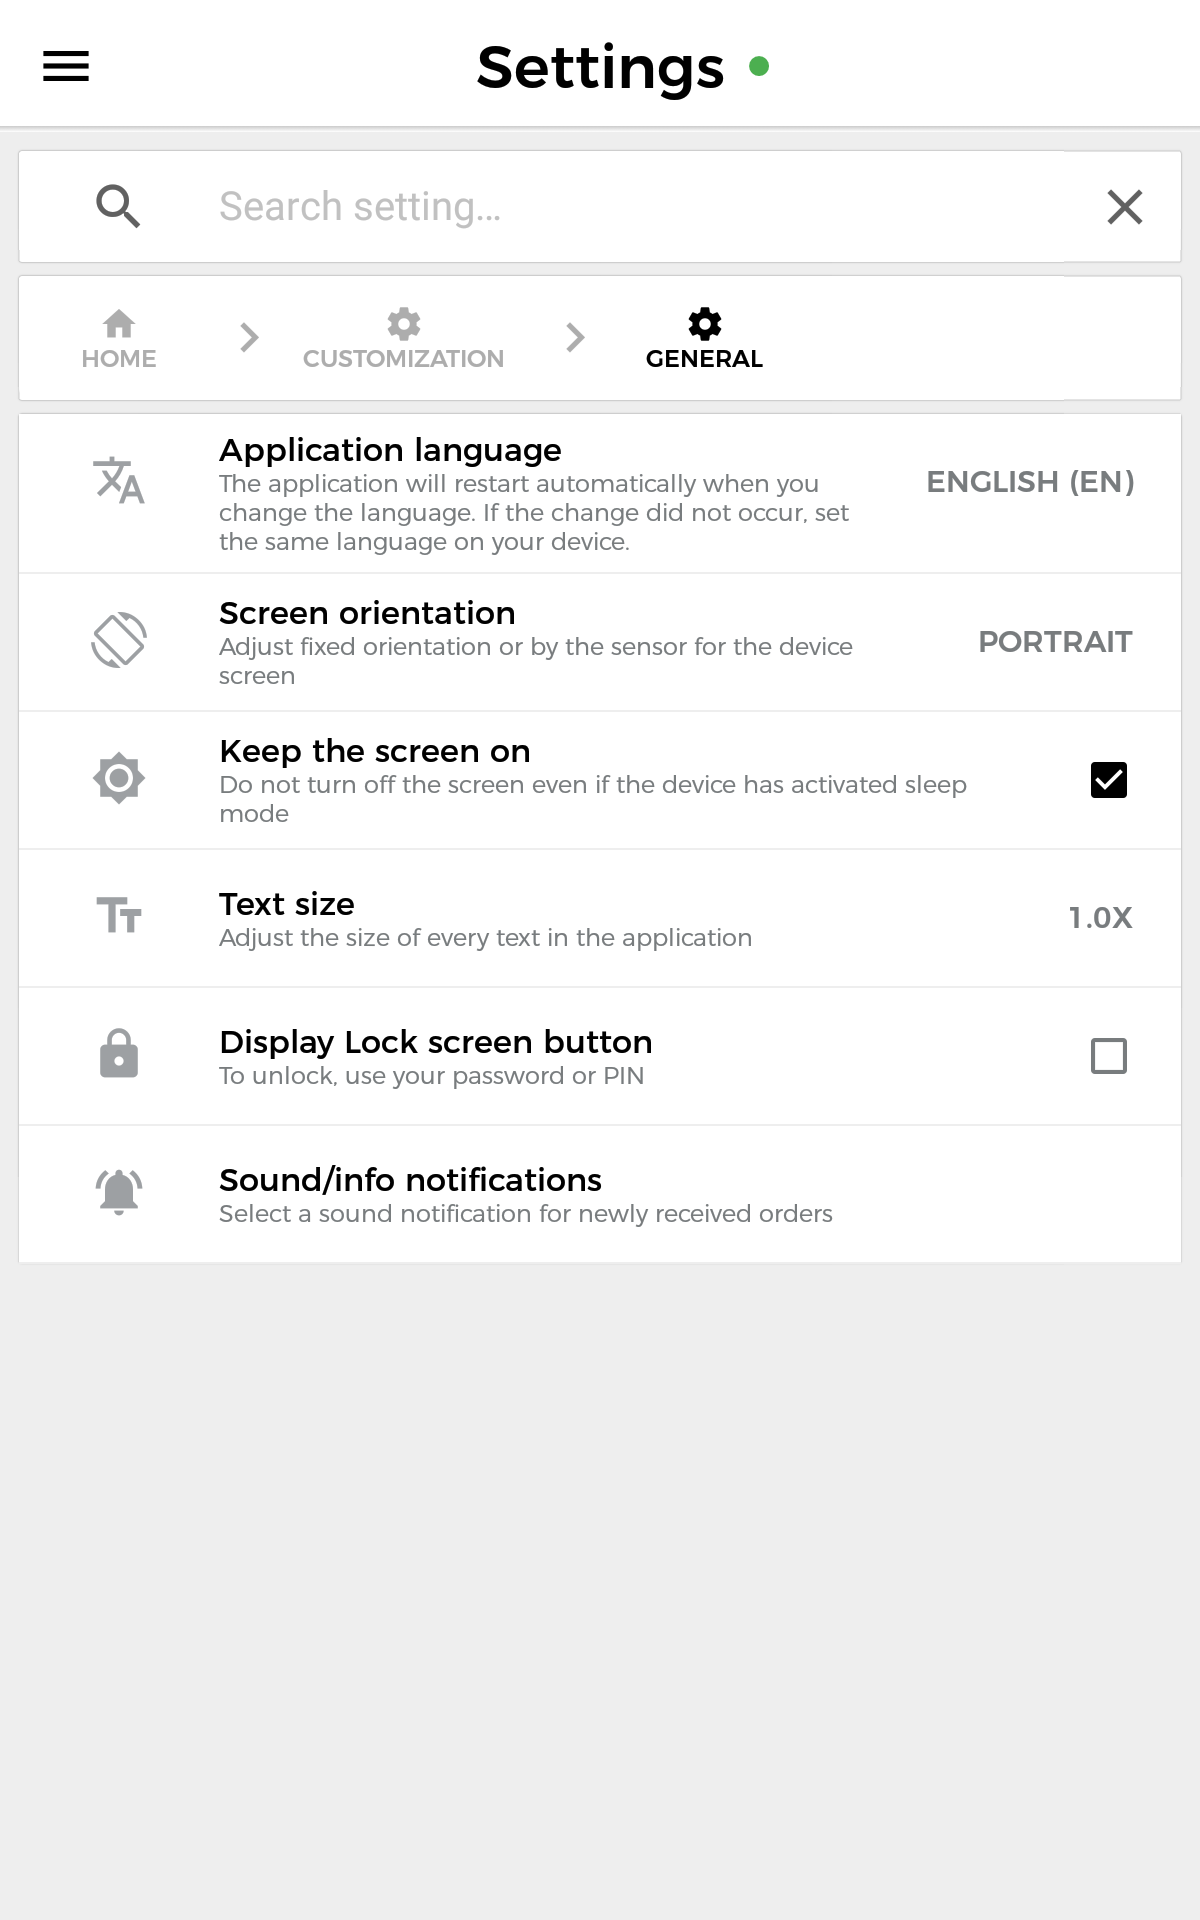 Settings
Search setting...
HOME
CUSTOMIZATION
GENERAL
Application language
The application will restart automatically when you
change the language. If the change did not occur, set
the same language on your device.
ENGLISH (EN)
Screen orientation
Adjust fixed orientation or by the sensor for the device
screen
PORTRAIT
Keep the screen on
Do not turn off the screen even if the device has activated sleep
mode
Text size
Adjust the size of every text in the application
1.0X
Display Lock screen button
To unlock, use your password or PIN
Sound/info notifications
Select a sound notification for newly received orders